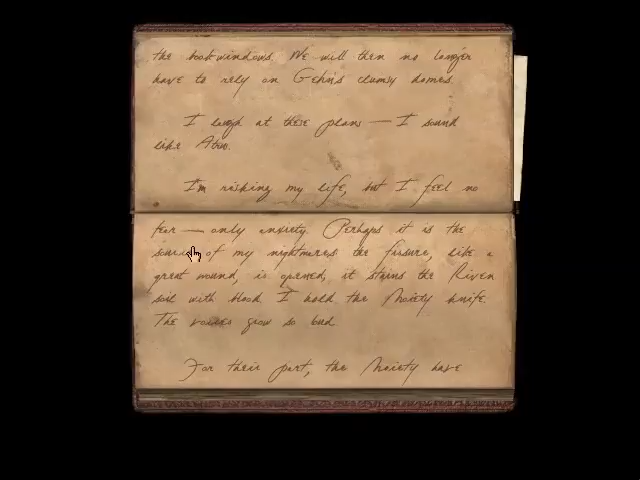 the book windows. We will then no longer
have to rely on Gehn's clumsy domes.
I laugh at these plans — I sound
like Atrus.
I'm risking my life, but I feel no
fear — only anxiety. Perhaps it is the
of my nightmares: the fissure, like a
great wound, is opened; it stains the Riven
soil with blood. I hold the Moiety knife.
The voices grow so loud.
For their part, the Moiety have